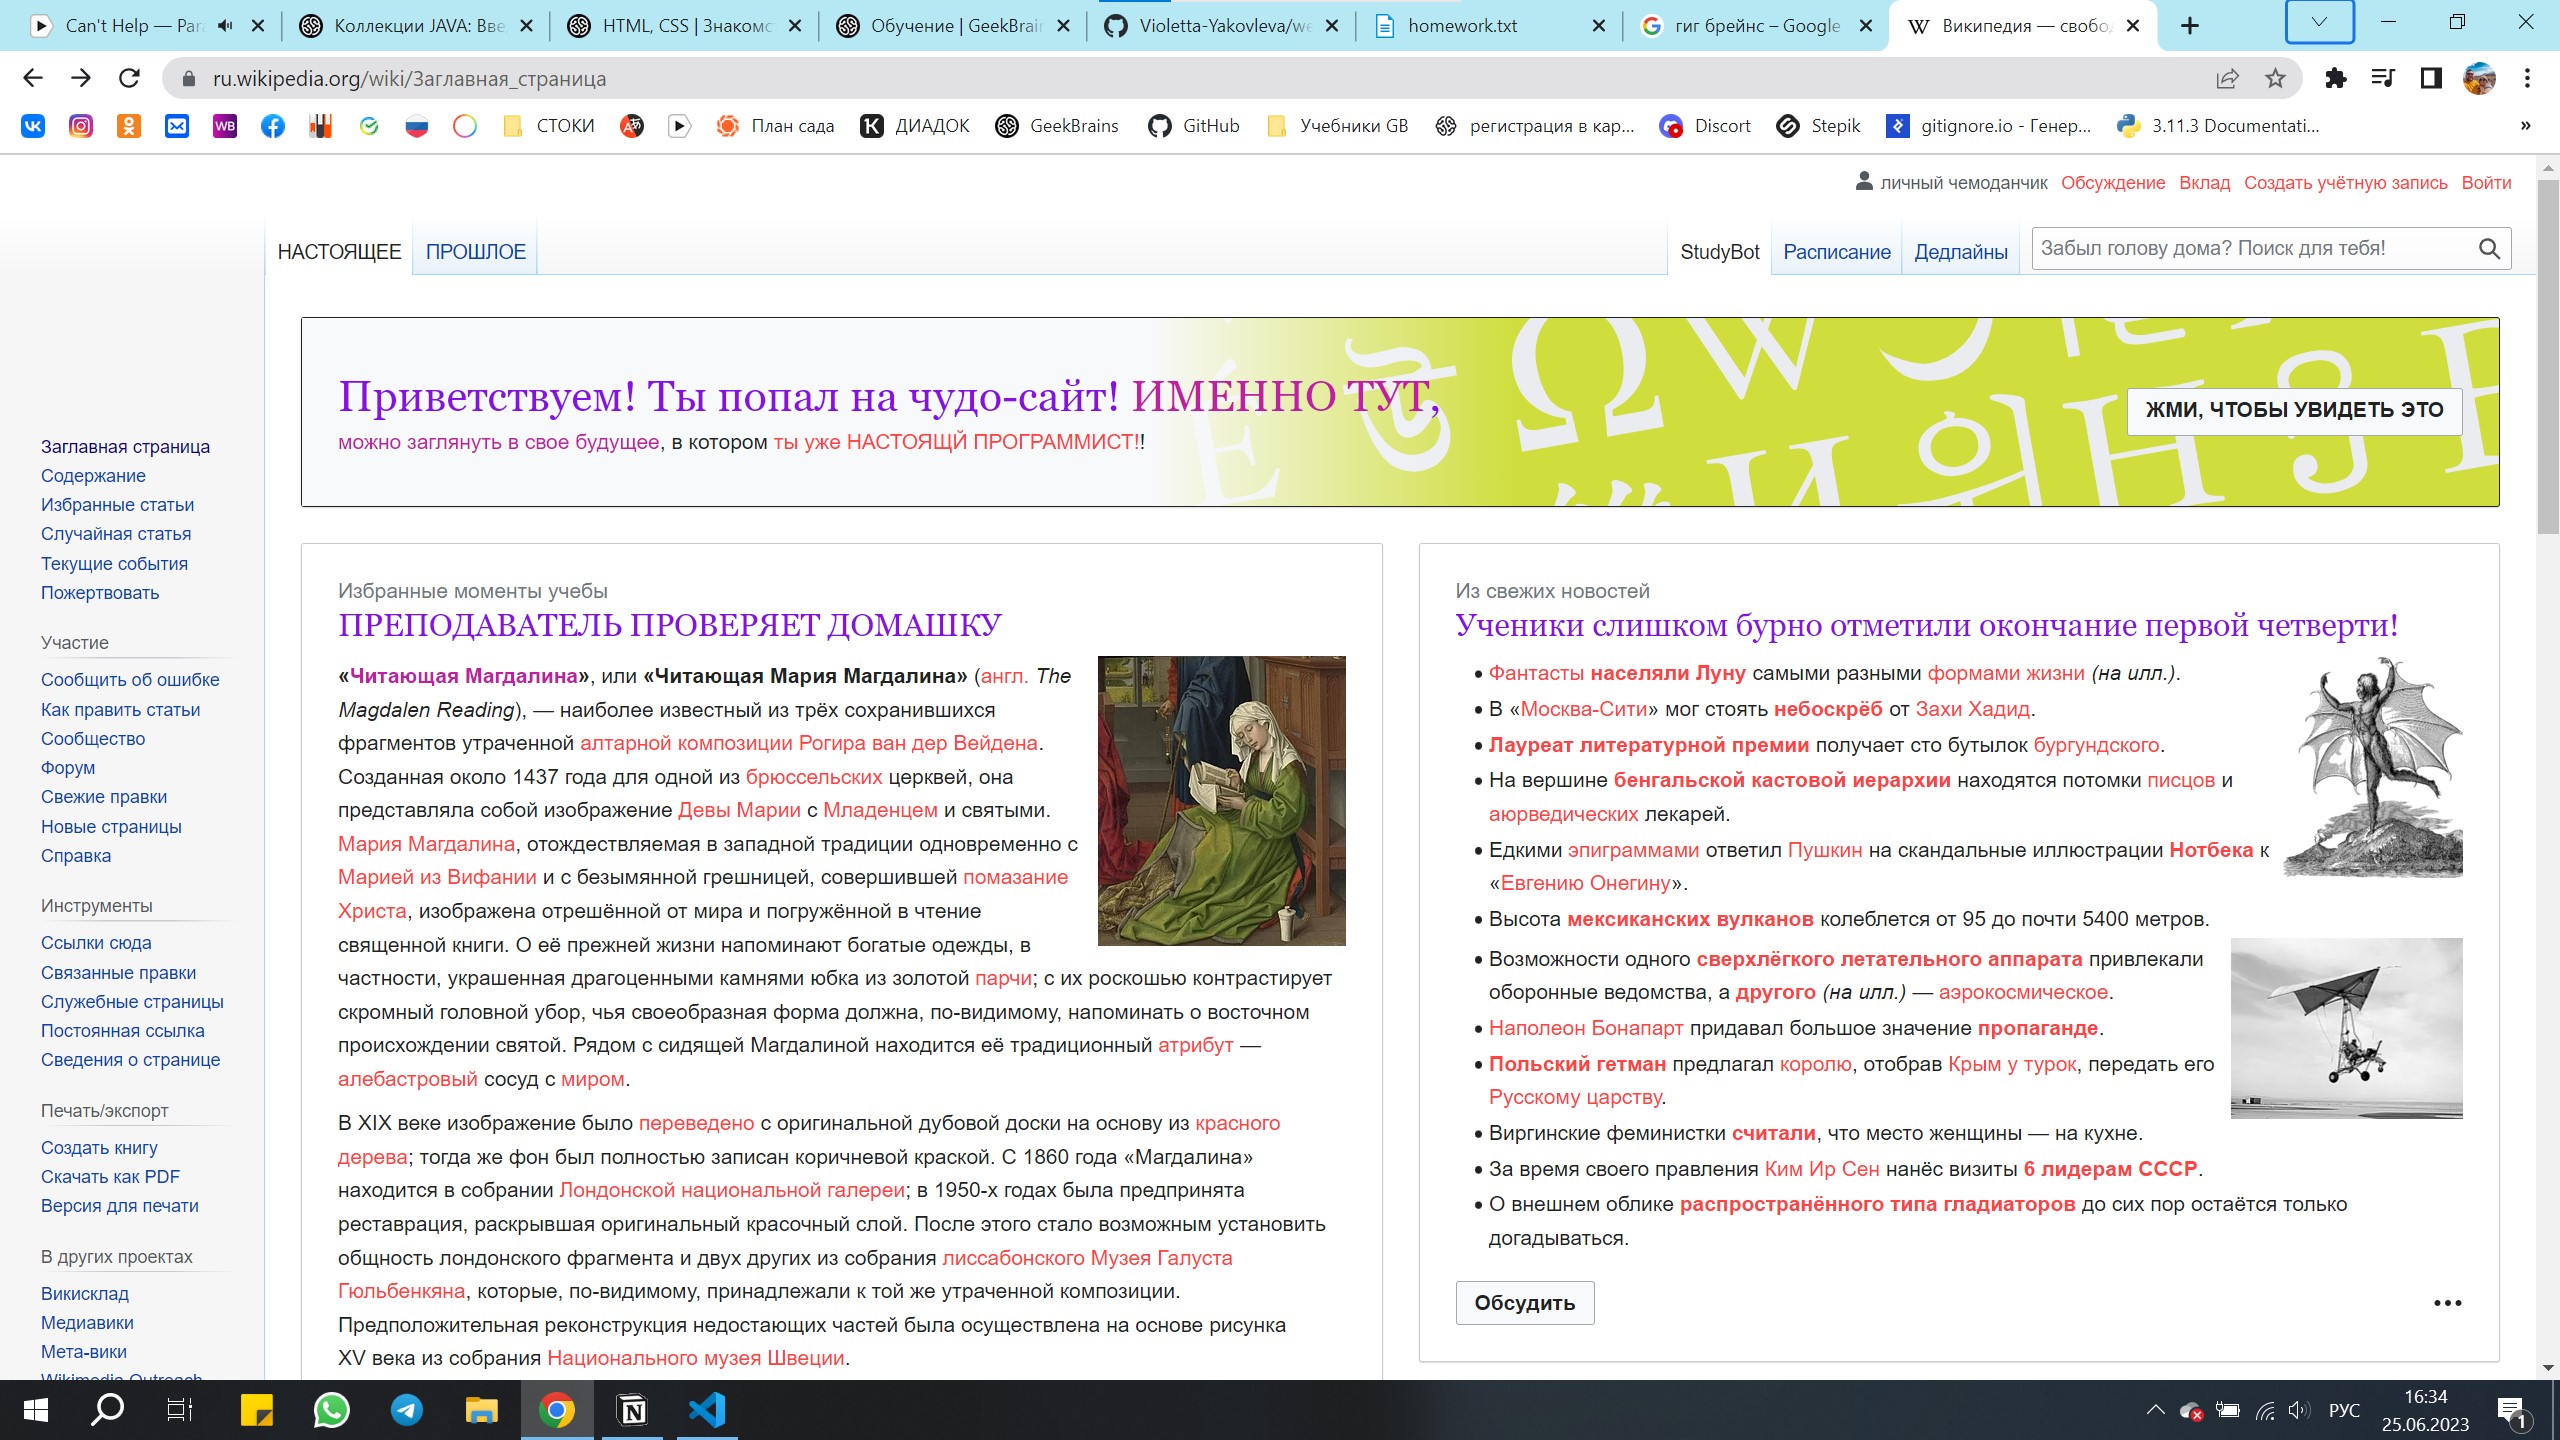 Can't Help — Para
Коллекции JAVA: Вве
HTML, CSS | Знакомс
Обучение | GeekBrain
Violetta-Yakovleva/we
homework.txt
гиг брейнс – Google
Википедия — свобо
ru.wikipedia.org/wiki/Заглавная_страница
СТОКИ
План сада
ДИАДОК
GeekBrains
GitHub
Учебники GB
регистрация в кар...
Discort
Stepik
gitignore.io - Генер...
3.11.3 Documentati...
»
личный чемоданчик Обсуждение Вклад Создать учётную запись Войти
НАСТОЯЩЕЕ ПРОШЛОЕ
StudyBot Расписание Дедлайны
Забыл голову дома? Поиск для тебя!
Приветствуем! Ты попал на чудо-сайт! ИМЕННО ТУТ,
можно заглянуть в свое будущее, в котором ты уже НАСТОЯЩЙ ПРОГРАММИСТ!!
ЖМИ, ЧТОБЫ УВИДЕТЬ ЭТО
Заглавная страница
Содержание
Избранные статьи
Случайная статья
Текущие события
Пожертвовать
Участие
Сообщить об ошибке
Как править статьи
Сообщество
Форум
Свежие правки
Новые страницы
Справка
Инструменты
Ссылки сюда
Связанные правки
Служебные страницы
Постоянная ссылка
Сведения о странице
Печать/экспорт
Создать книгу
Скачать как PDF
Версия для печати
В других проектах
Викисклад
Медиавики
Мета-вики
Wikimedia Outreach
Избранные моменты учебы
ПРЕПОДАВАТЕЛЬ ПРОВЕРЯЕТ ДОМАШКУ
«Читающая Магдалина», или «Читающая Мария Магдалина» (англ. The
Magdalen Reading), — наиболее известный из трёх сохранившихся
фрагментов утраченной алтарной композиции Рогира ван дер Вейдена.
Созданная около 1437 года для одной из брюссельских церквей, она
представляла собой изображение Девы Марии с Младенцем и святыми.
Мария Магдалина, отождествляемая в западной традиции одновременно с
Марией из Вифании и с безымянной грешницей, совершившей помазание
Христа, изображена отрешённой от мира и погружённой в чтение
священной книги. О её прежней жизни напоминают богатые одежды, в
частности, украшенная драгоценными камнями юбка из золотой парчи; с их роскошью контрастирует
скромный головной убор, чья своеобразная форма должна, по-видимому, напоминать о восточном
происхождении святой. Рядом с сидящей Магдалиной находится её традиционный атрибут —
алебастровый сосуд с миром.
В XIX веке изображение было переведено с оригинальной дубовой доски на основу из красного
дерева; тогда же фон был полностью записан коричневой краской. С 1860 года «Магдалина»
находится в собрании Лондонской национальной галереи; в 1950-х годах была предпринята
реставрация, раскрывшая оригинальный красочный слой. После этого стало возможным установить
общность лондонского фрагмента и двух других из собрания лиссабонского Музея Галуста
Гюльбенкяна, которые, по-видимому, принадлежали к той же утраченной композиции.
Предположительная реконструкция недостающих частей была осуществлена на основе рисунка
XV века из собрания Национального музея Швеции.
Из свежих новостей
Ученики слишком бурно отметили окончание первой четверти!
• Фантасты населяли Луну самыми разными формами жизни (на илл.).
• В «Москва-Сити» мог стоять небоскрёб от Захи Хадид.
• Лауреат литературной премии получает сто бутылок бургундского.
• На вершине бенгальской кастовой иерархии находятся потомки писцов и
аюрведических лекарей.
• Едкими эпиграммами ответил Пушкин на скандальные иллюстрации Нотбека к
«Евгению Онегину».
• Высота мексиканских вулканов колеблется от 95 до почти 5400 метров.
• Возможности одного сверхлёгкого летательного аппарата привлекали
оборонные ведомства, а другого (на илл.) — аэрокосмическое.
• Наполеон Бонапарт придавал большое значение пропаганде.
• Польский гетман предлагал королю, отобрав Крым у турок, передать его
Русскому царству.
• Виргинские феминистки считали, что место женщины — на кухне.
• За время своего правления Ким Ир Сен нанёс визиты 6 лидерам СССР.
• О внешнем облике распространённого типа гладиаторов до сих пор остаётся только
догадываться.
Обсудить
РУС
16:34
25.06.2023
1